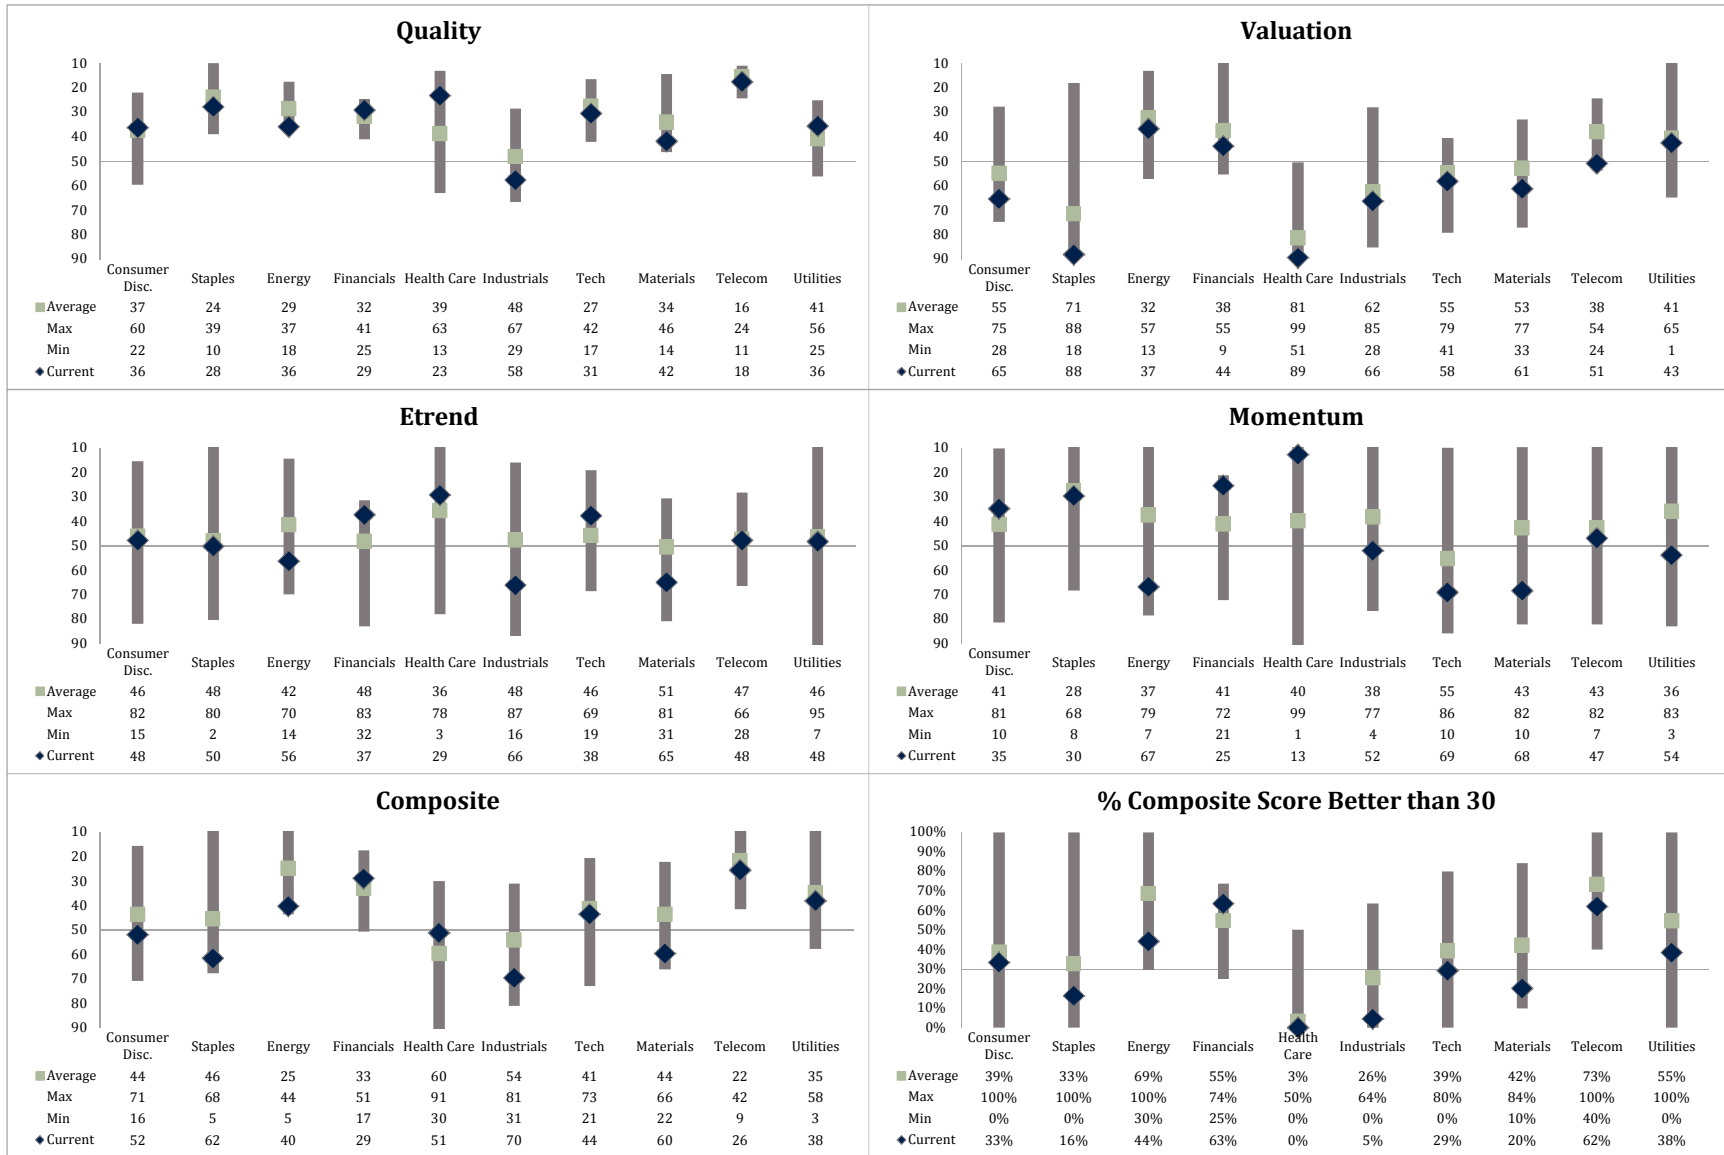 Quality
10
20
30
40
50
60
70
80
90
Consumer Disc. Staples Energy Financials Health Care Industrials Tech Materials Telecom Utilities
Average 37 24 29 32 39 48 27 34 16 41
Max 60 39 37 41 63 67 42 46 24 56
Min 22 10 18 25 13 29 17 14 11 25
Current 36 28 36 29 23 58 31 42 18 36
Valuation
10
20
30
40
50
60
70
80
90
Consumer Disc. Staples Energy Financials Health Care Industrials Tech Materials Telecom Utilities
Average 55 71 32 38 81 62 55 53 38 41
Max 75 88 57 55 99 85 79 77 54 65
Min 28 18 13 9 51 28 41 33 24 1
Current 65 88 37 44 89 66 58 61 51 43
Etrend
10
20
30
40
50
60
70
80
90
Consumer Disc. Staples Energy Financials Health Care Industrials Tech Materials Telecom Utilities
Average 46 48 42 48 36 48 46 51 47 46
Max 82 80 70 83 78 87 69 81 66 95
Min 15 2 14 32 3 16 19 31 28 7
Current 48 50 56 37 29 66 38 65 48 48
Momentum
10
20
30
40
50
60
70
80
90
Consumer Disc. Staples Energy Financials Health Care Industrials Tech Materials Telecom Utilities
Average 41 28 37 41 40 38 55 43 43 36
Max 81 68 79 72 99 77 86 82 82 83
Min 10 8 7 21 1 4 10 10 7 3
Current 35 30 67 25 13 52 69 68 47 54
Composite
10
20
30
40
50
60
70
80
90
Consumer Disc. Staples Energy Financials Health Care Industrials Tech Materials Telecom Utilities
Average 44 46 25 33 60 54 41 44 22 35
Max 71 68 44 51 91 81 73 66 42 58
Min 16 5 5 17 30 31 21 22 9 3
Current 52 62 40 29 51 70 44 60 26 38
% Composite Score Better than 30
100%
90%
80%
70%
60%
50%
40%
30%
20%
10%
0%
Consumer Disc. Staples Energy Financials Health Care Industrials Tech Materials Telecom Utilities
Average 39% 33% 69% 55% 3% 26% 39% 42% 73% 55%
Max 100% 100% 100% 74% 50% 64% 80% 84% 100% 100%
Min 0% 0% 30% 25% 0% 0% 0% 10% 40% 0%
Current 33% 16% 44% 63% 0% 5% 29% 20% 62% 38%